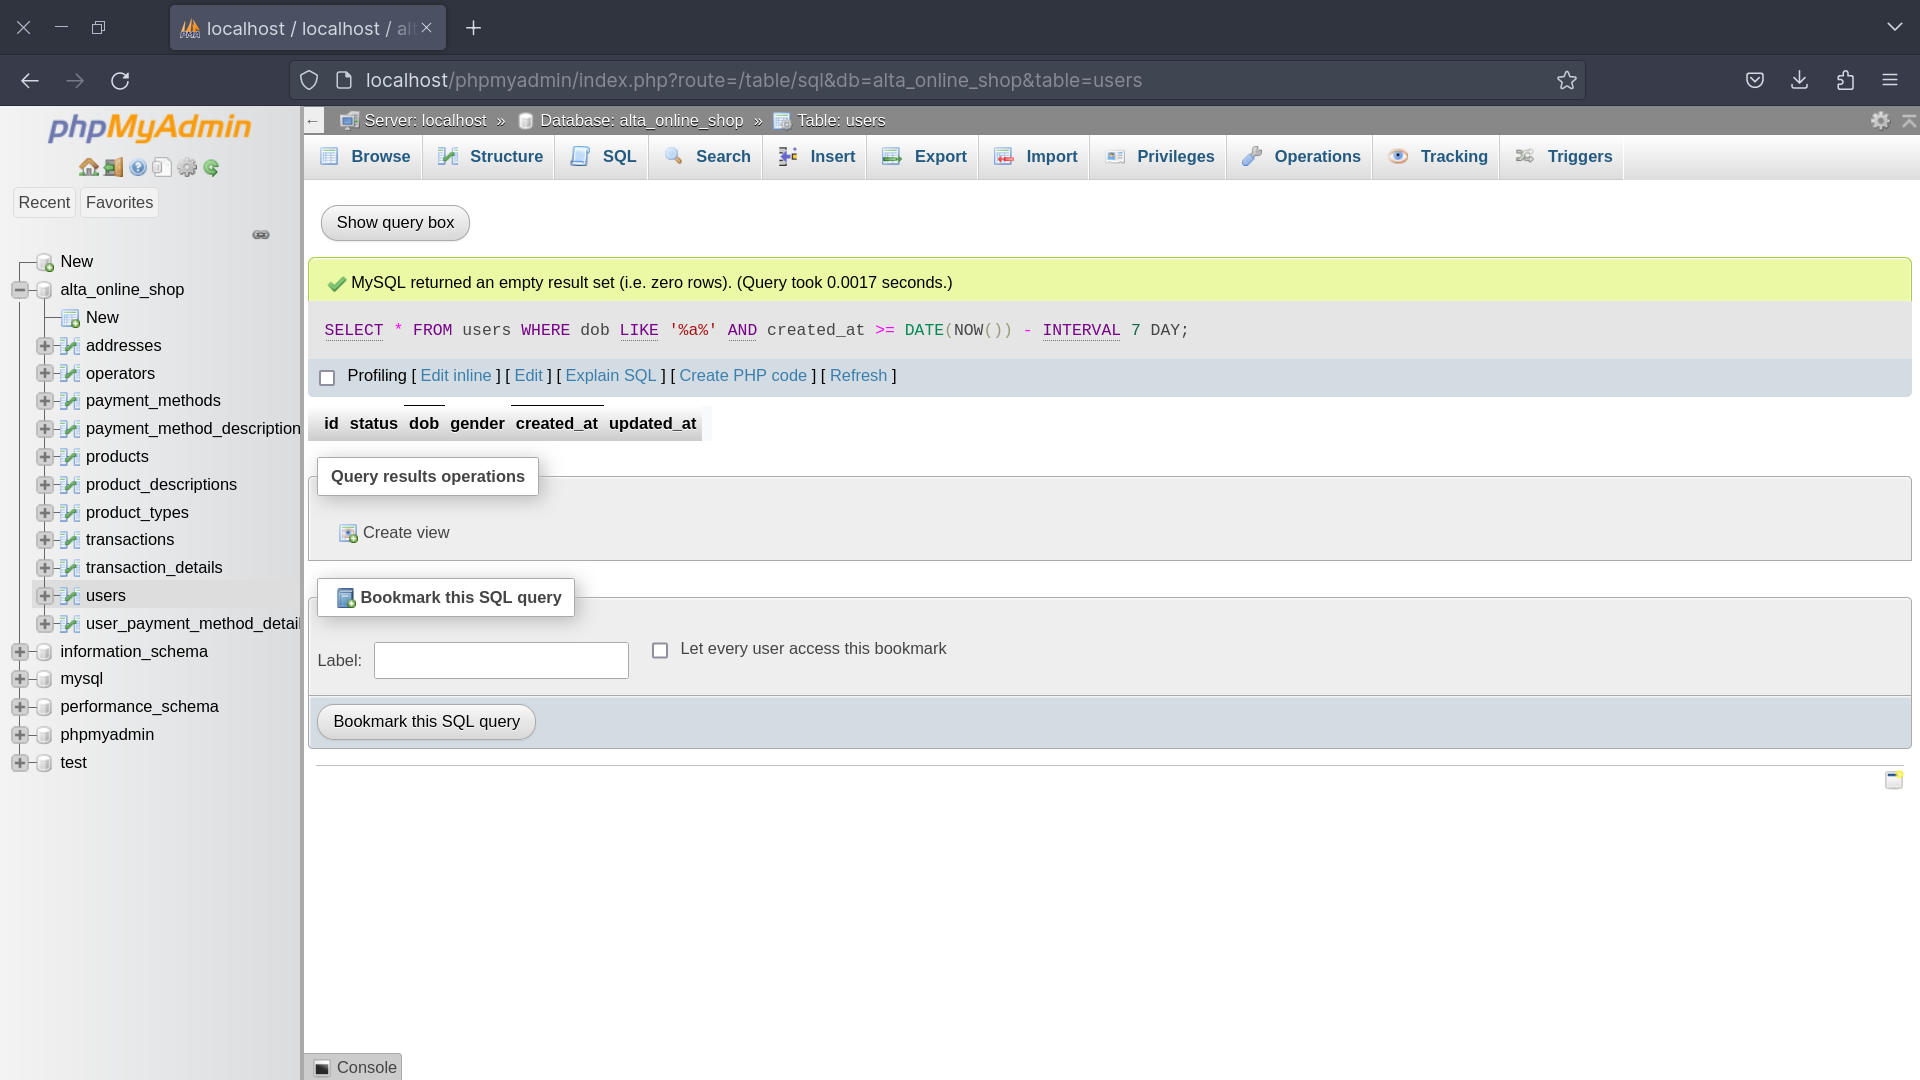 localhost / localhost / alt
localhost/phpmyadmin/index.php?route=/table/sql&db=alta_online_shop&table=users
phpMyAdmin
Recent Favorites
New
alta_online_shop
New
addresses
operators
payment_methods
payment_method_description
products
product_descriptions
product_types
transactions
transaction_details
users
user_payment_method_detai
information_schema
mysql
performance_schema
phpmyadmin
test
← Server: localhost » Database: alta_online_shop » Table: users
Browse Structure SQL Search Insert Export Import Privileges Operations Tracking Triggers
Show query box
MySQL returned an empty result set (i.e. zero rows). (Query took 0.0017 seconds.)
SELECT * FROM users WHERE dob LIKE '%a%' AND created_at >= DATE(NOW()) - INTERVAL 7 DAY;
Profiling [ Edit inline ] [ Edit ] [ Explain SQL ] [ Create PHP code ] [ Refresh ]
id status dob gender created_at updated_at
Query results operations
Create view
Bookmark this SQL query
Label:
Let every user access this bookmark
Bookmark this SQL query
Console